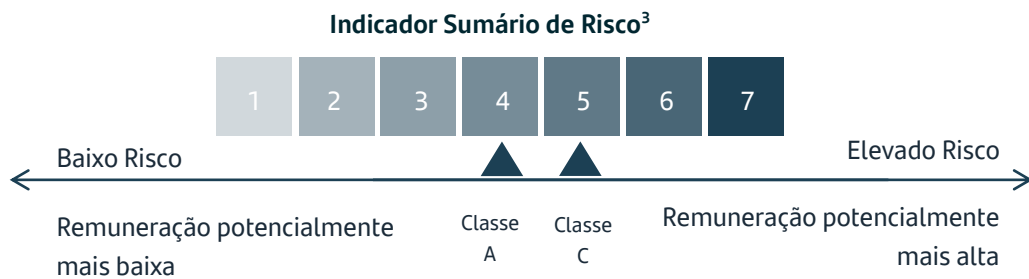 Indicador Sumário de Risco³
1 2 3 4 5 6 7
Baixo Risco
Elevado Risco
Remuneração potencialmente
mais baixa
Classe
A
Classe
C
Remuneração potencialmente
mais alta